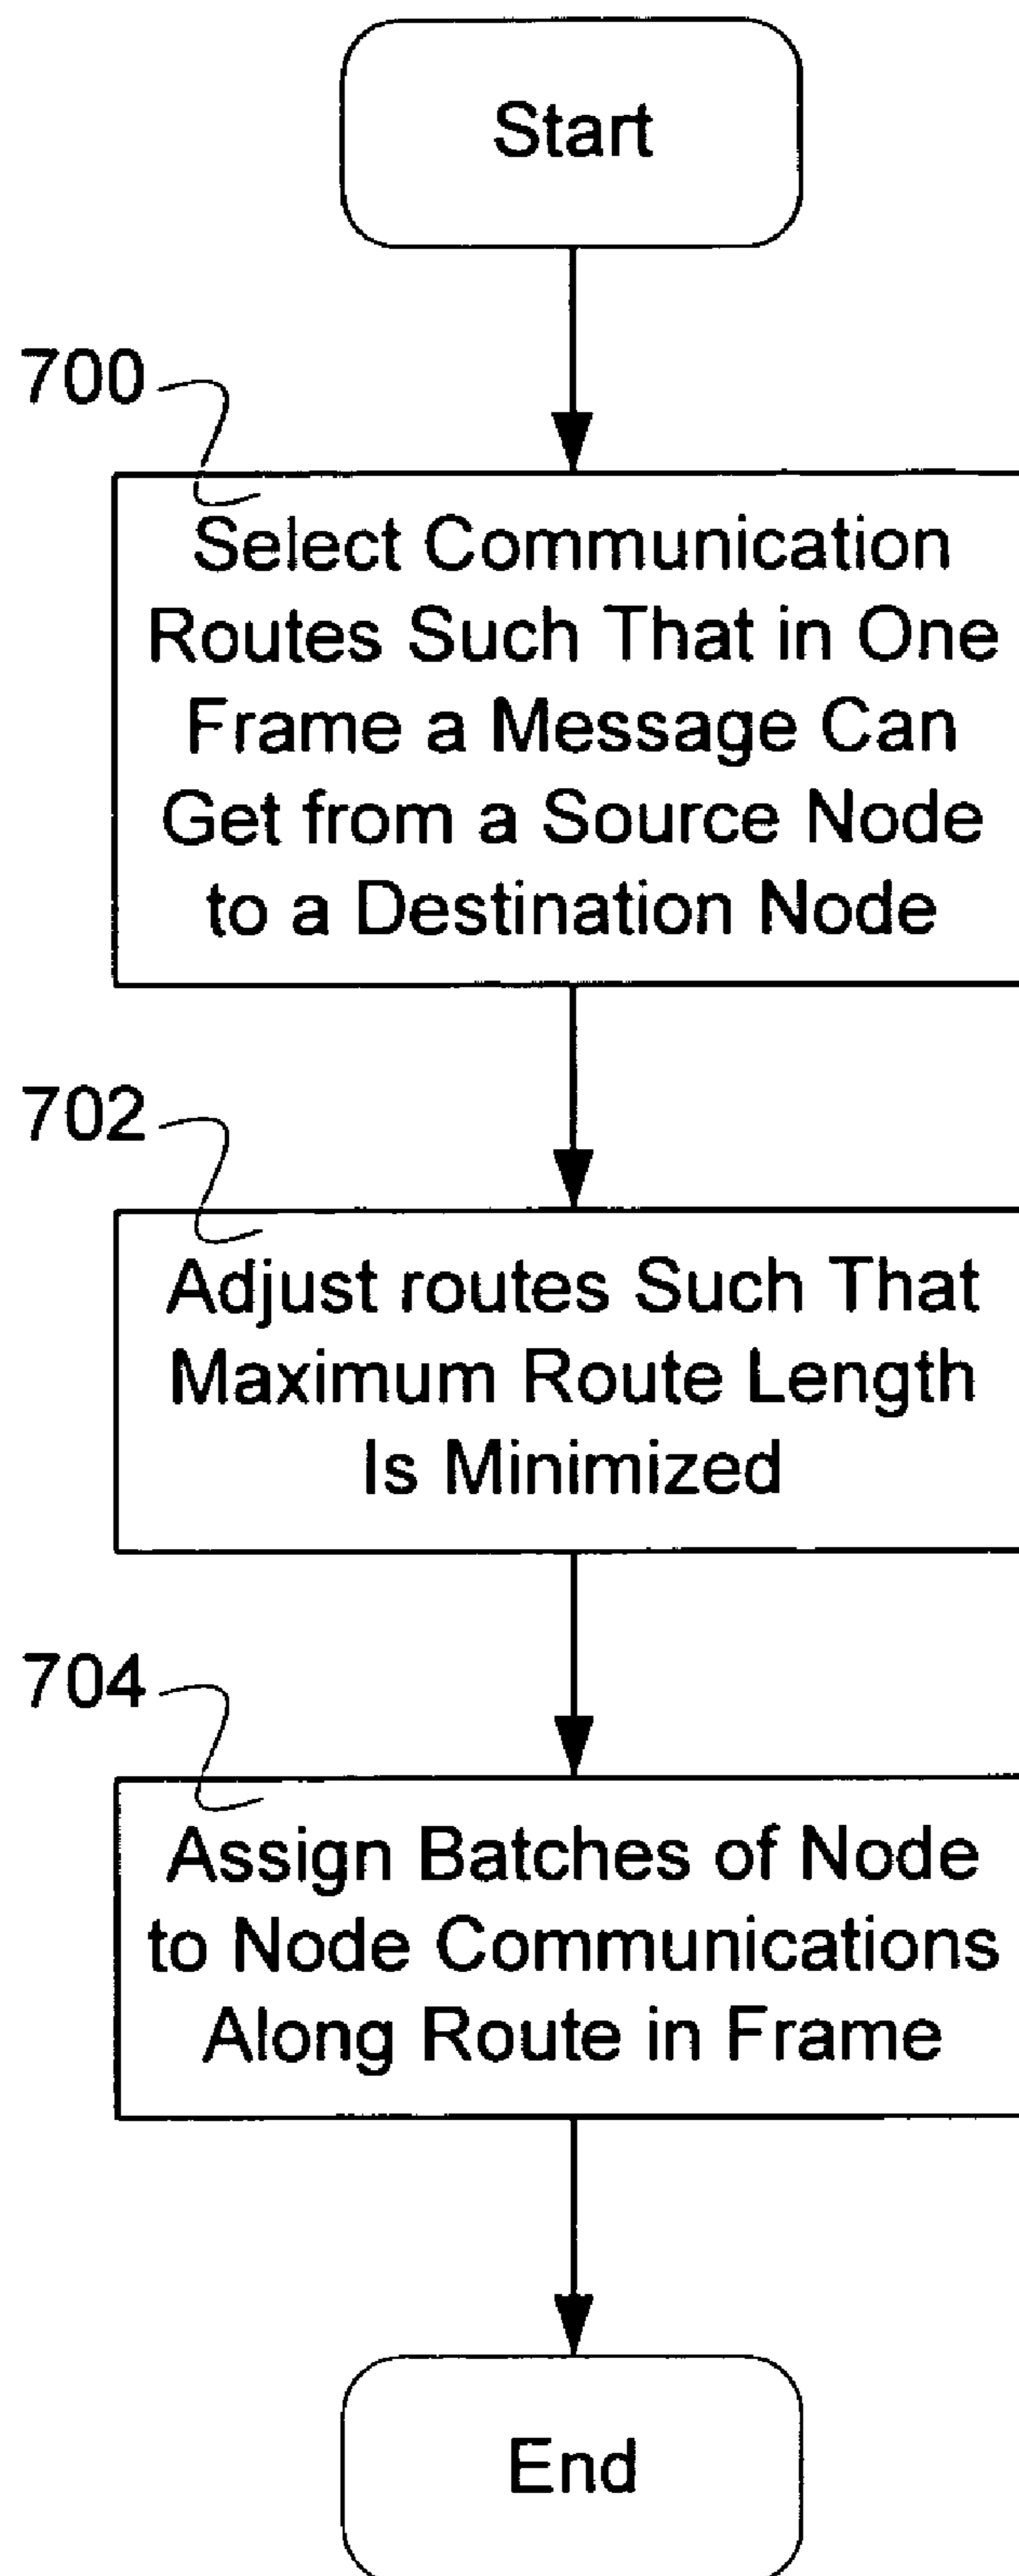 Start
700
Select Communication
Routes Such That in One
Frame a Message Can
Get from a Source Node
to a Destination Node
702
Adjust routes Such That
Maximum Route Length
Is Minimized
704
Assign Batches of Node
to Node Communications
Along Route in Frame
End